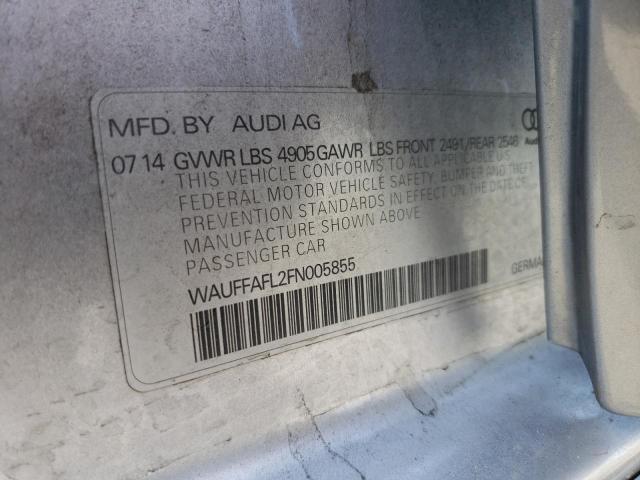 MFD. BY AUDI AG
07 14 GVWR LBS 4905 GAWR LBS FRONT 2491/REAR 2546
THIS VEHICLE CONFORMS TO ALL APPLICABLE US
FEDERAL MOTOR VEHICLE SAFETY, BUMPER AND THEFT
PREVENTION STANDARDS IN EFFECT ON THE DATE OF
MANUFACTURE SHOWN ABOVE
PASSENGER CAR
WAUFFAFL2FN005855